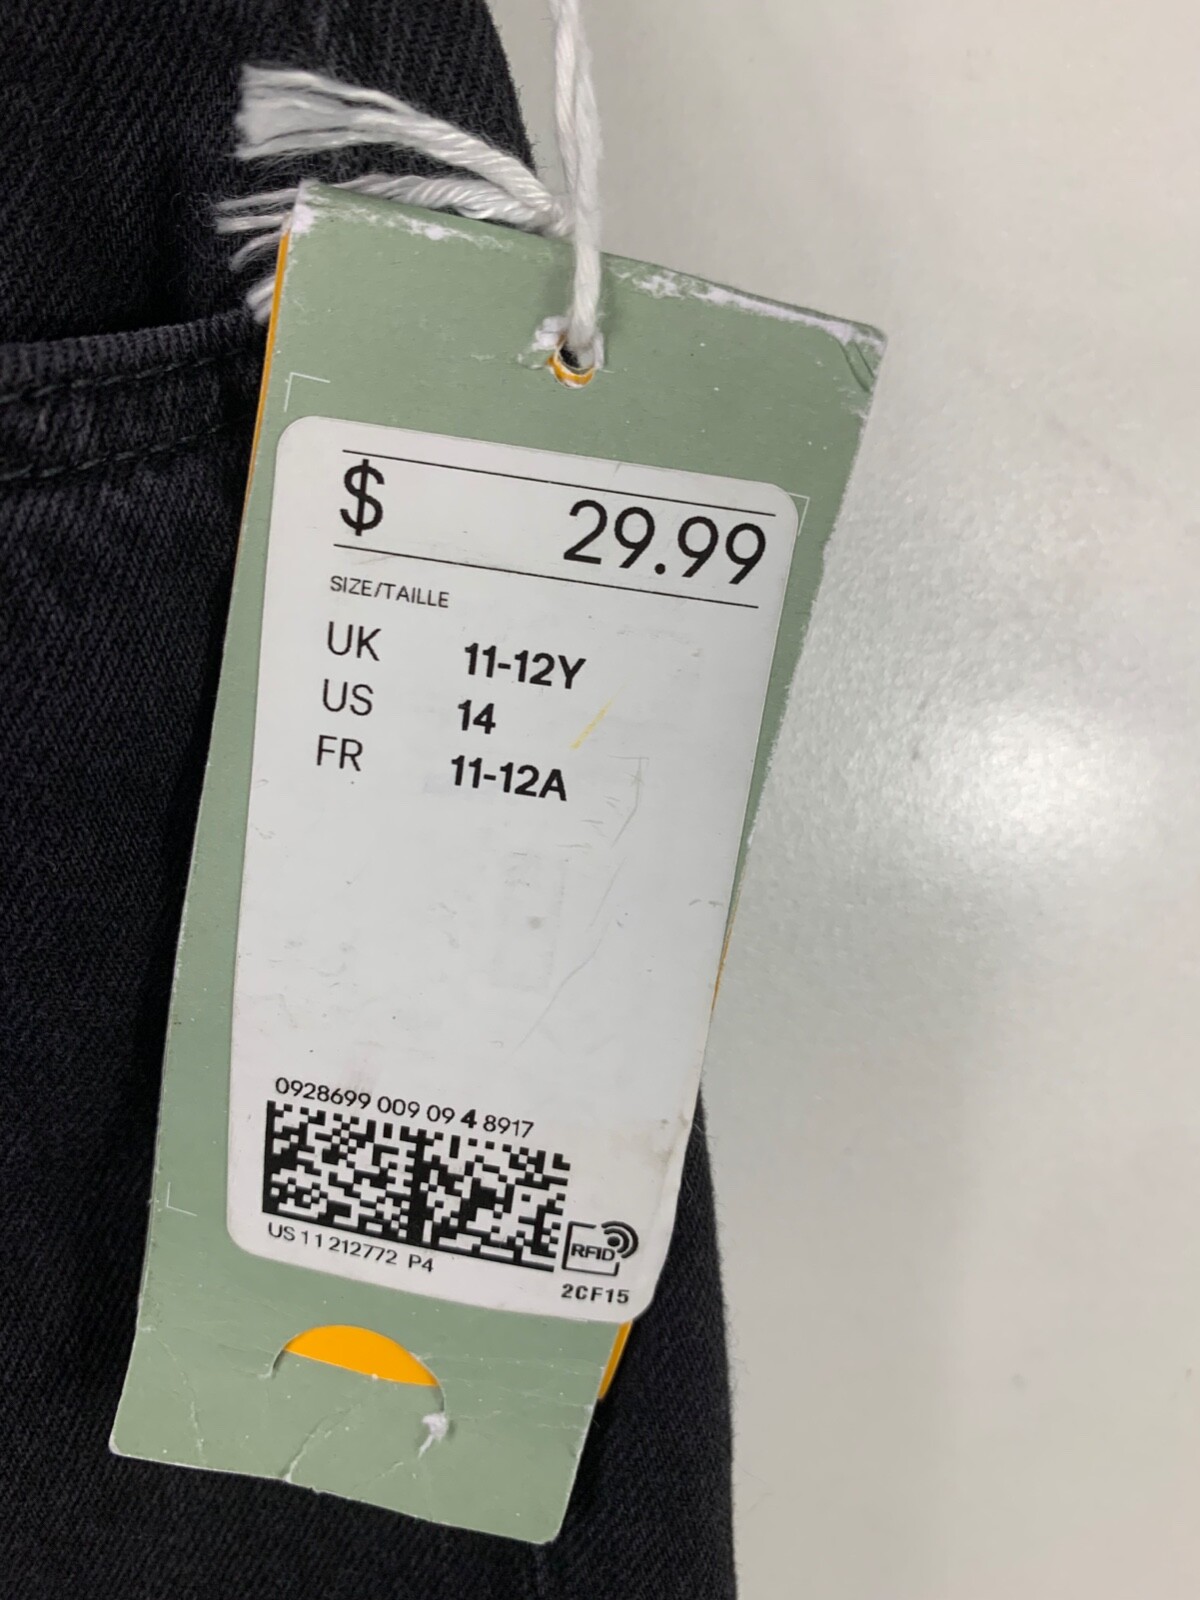 $ 29.99
SIZE/TAILLE
UK 11-12Y
US 14
FR 11-12A
0928699 009 09 4 8917
US 11 212772 P4
RFID
2CF15